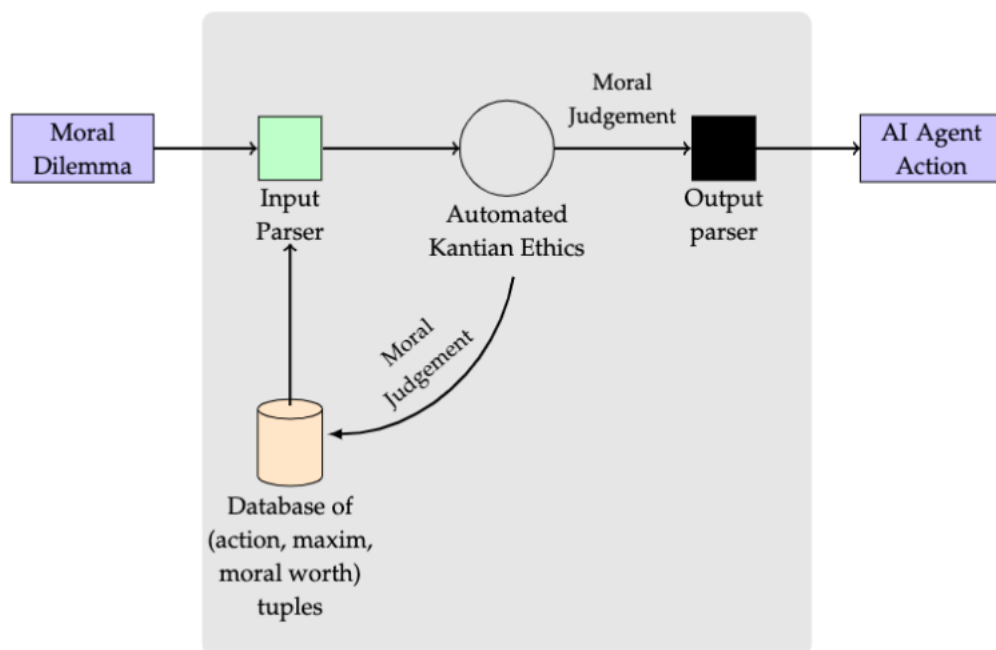 Moral
Dilemma
Input
Parser
Automated
Kantian Ethics
Moral
Judgement
Output
parser
AI Agent
Action
Moral
Judgement
Database of
(action, maxim,
moral worth)
tuples